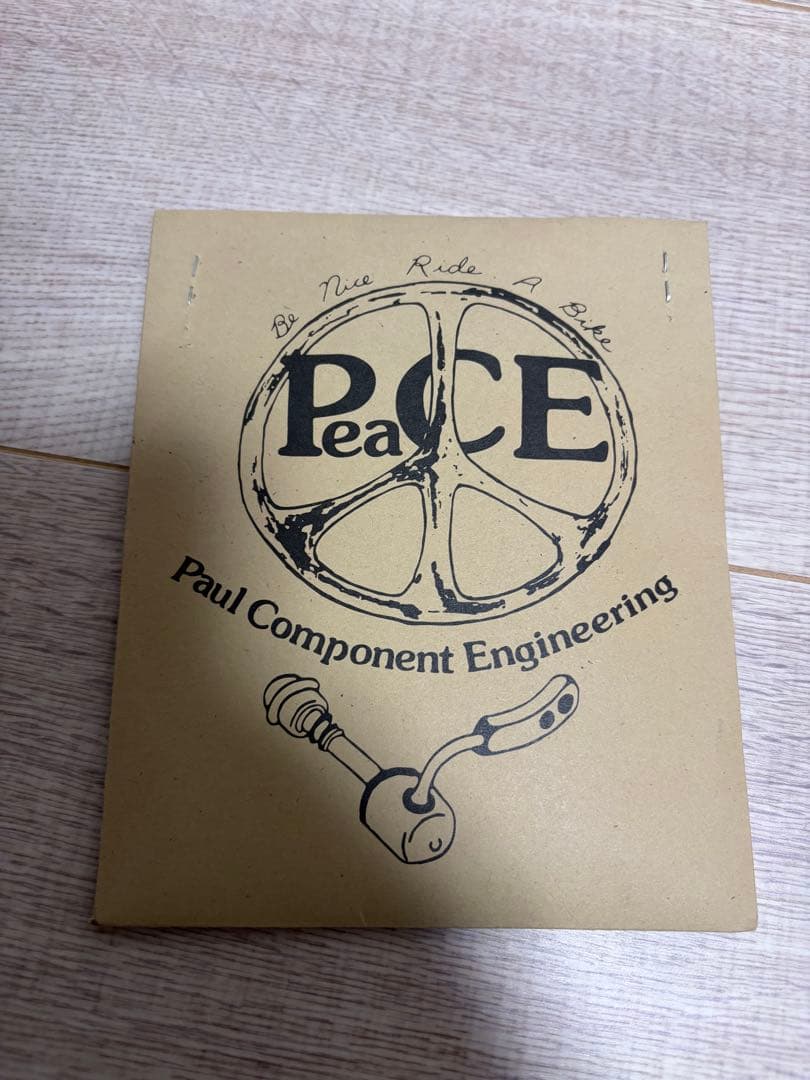 Be Nice Ride A Bike
PeaCE
Paul Component Engineering